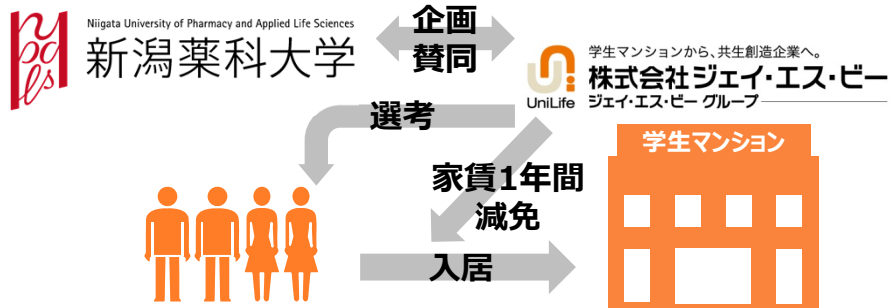 nupals
Niigata University of Pharmacy and Applied Life Sciences
新潟薬科大学
企画
賛同
UniLife
学生マンションから、共生創造企業へ。
株式会社ジェイ・エス・ビー
ジェイ・エス・ビー グループ
選考
学生マンション
家賃1年間
減免
入居